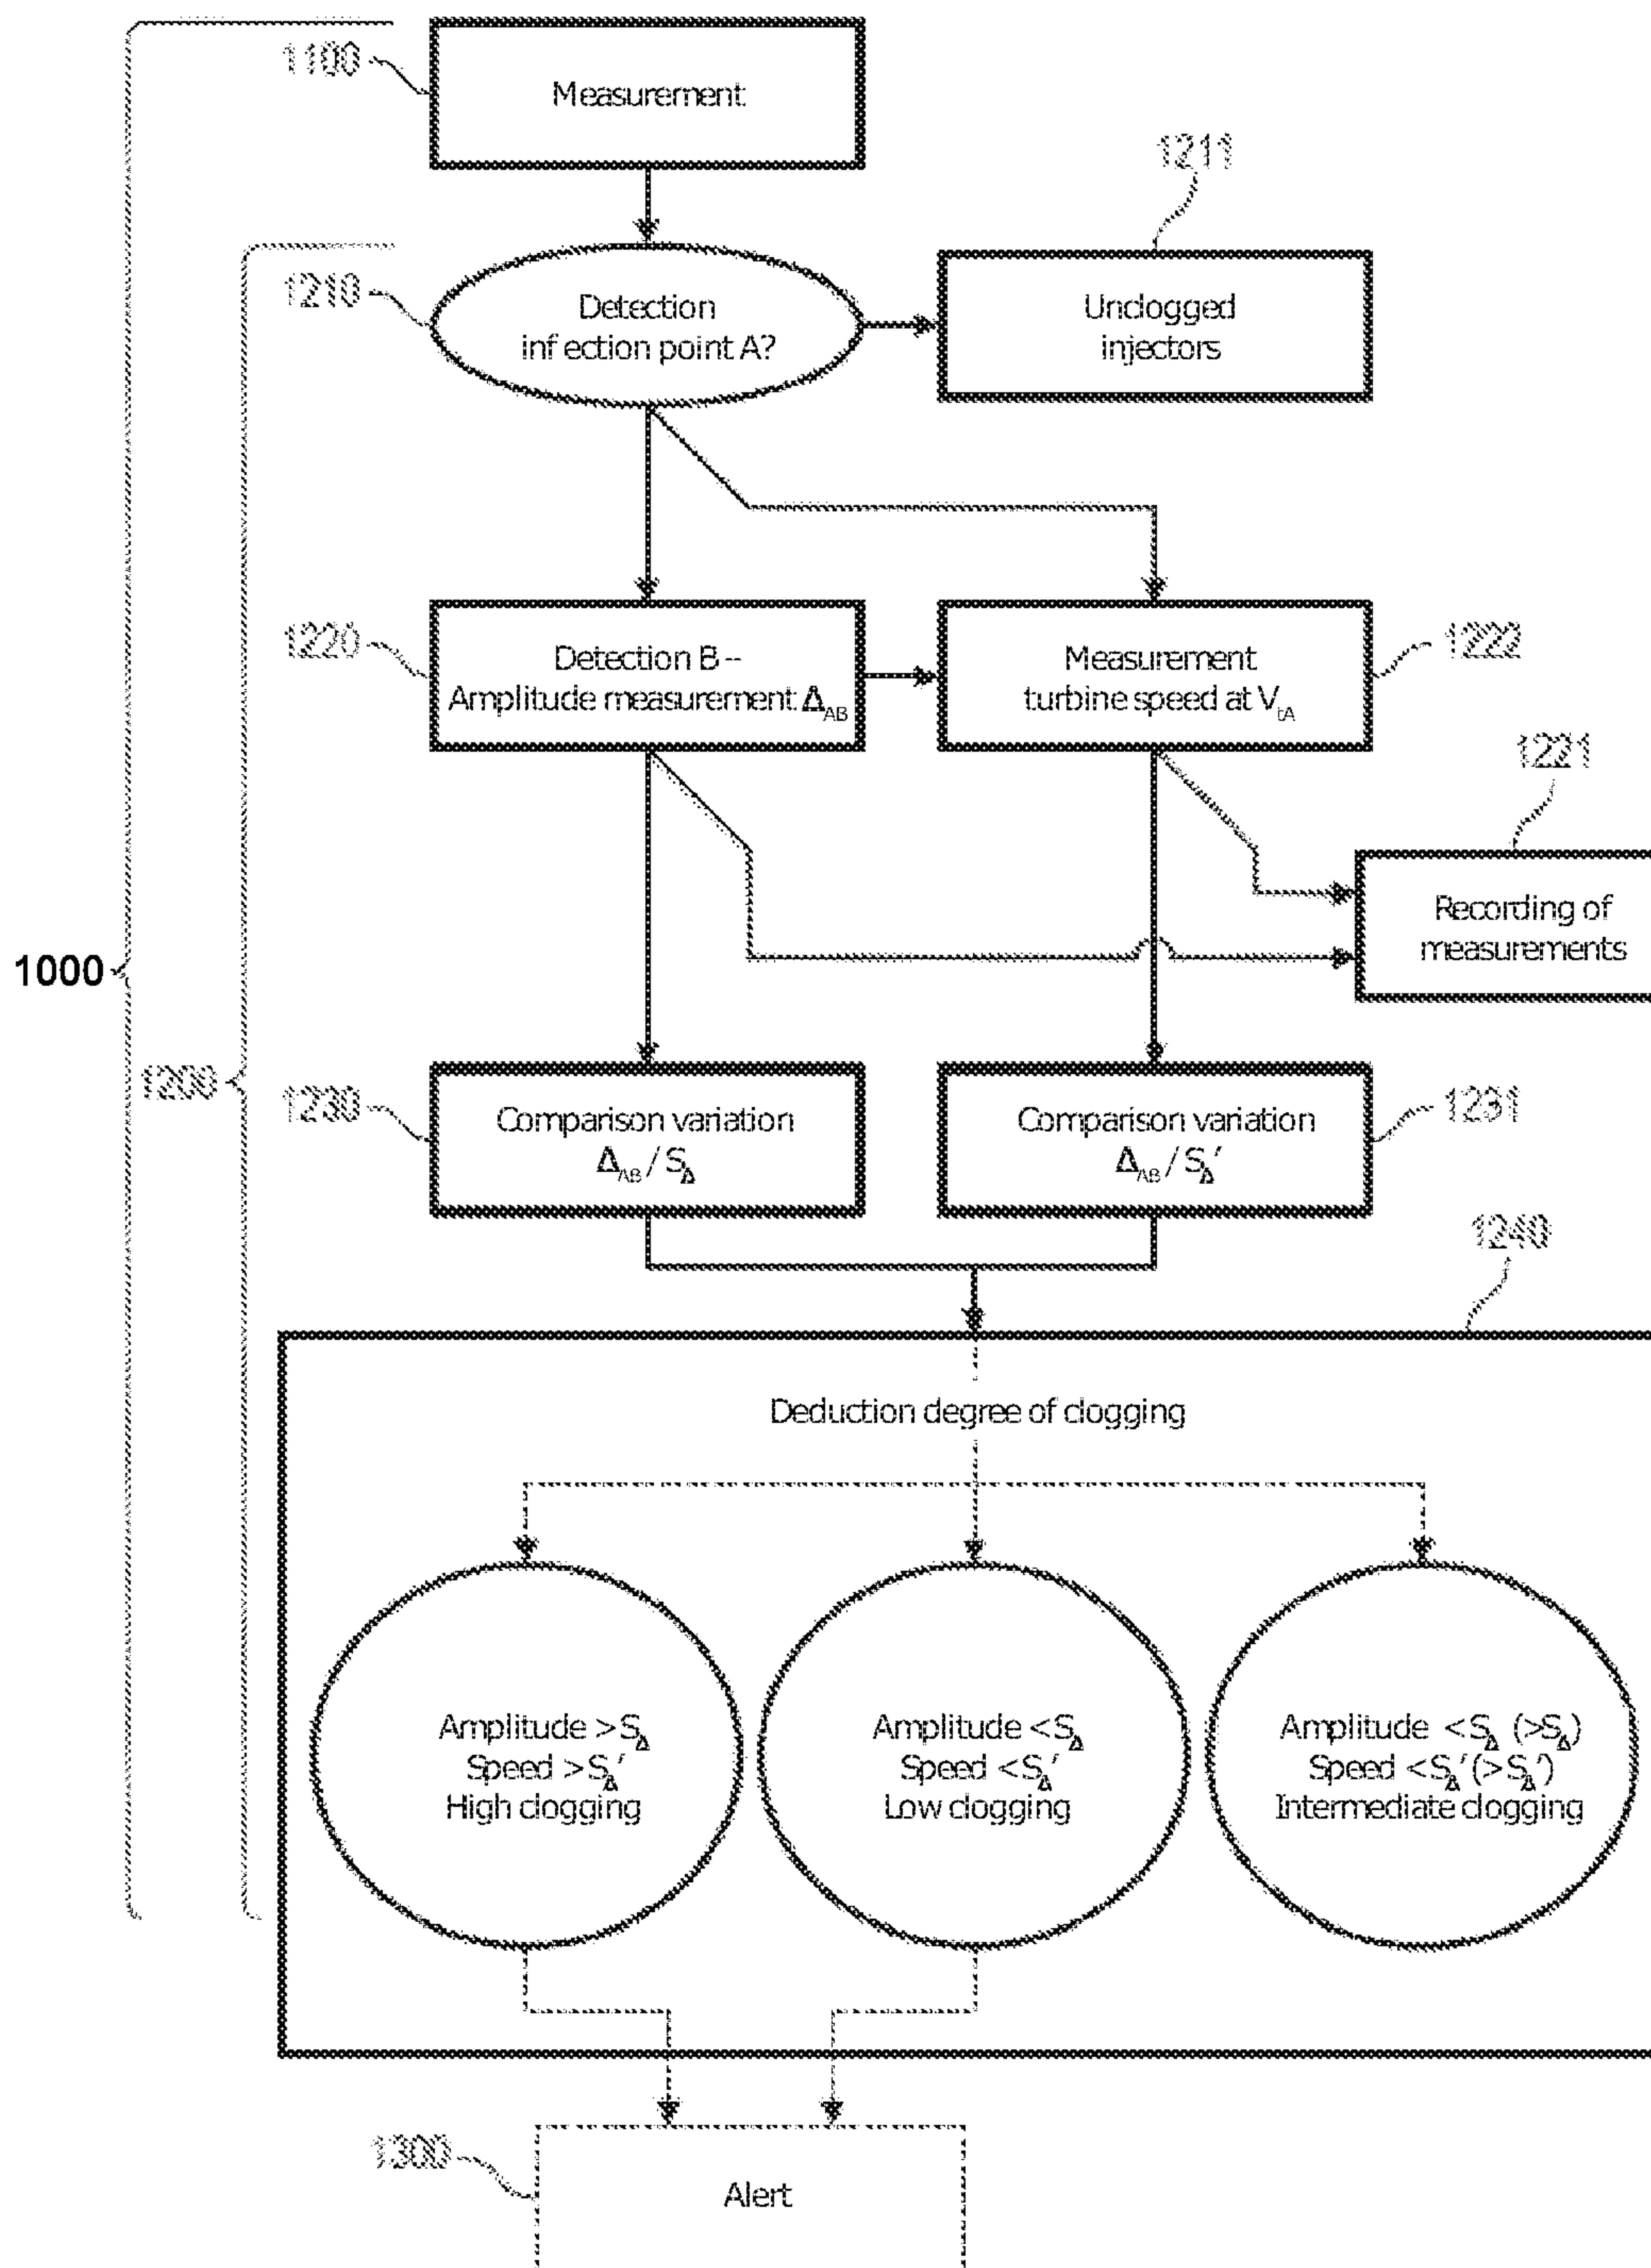 1100
Measurement
1211
1210
Detection
infection point A?
Unclogged
injectors
1220
Detection B --
Amplitude measurement Δ_AB
Measurement
turbine speed at V_tA
1222
1221
Recording of
measurements
1000
1200
1230
Comparison variation
Δ_AB / S_Δ
Comparison variation
Δ_AB / S_Δ'
1231
1240
Deduction degree of clogging
Amplitude > S_Δ
Speed > S_Δ'
High clogging
Amplitude < S_Δ
Speed < S_Δ'
Low clogging
Amplitude < S_Δ (>S_Δ)
Speed < S_Δ' (>S_Δ')
Intermediate clogging
1300
Alert